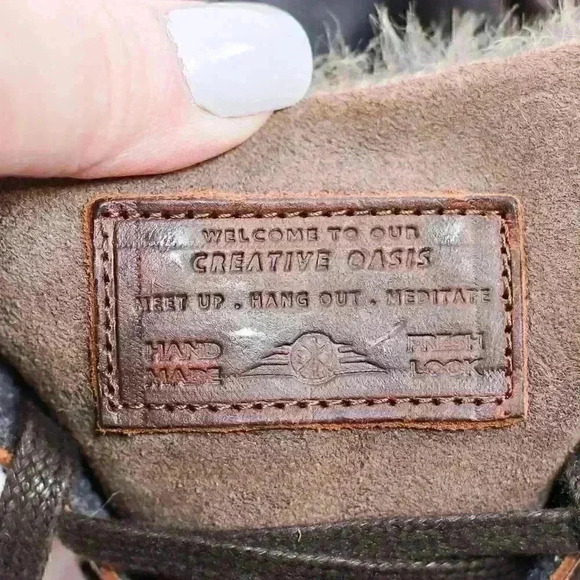 WELCOME TO OUR
CREATIVE OASIS
MEET UP . HANG OUT . MEDITATE
HAND MADE
FRESH LOOK